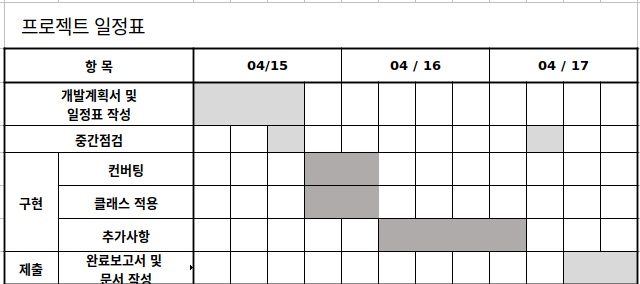 프로젝트 일정표
항 목
04/15
04 / 16
04 / 17
개발계획서 및
일정표 작성
중간점검
구현
컨버팅
클래스 적용
추가사항
제출
완료보고서 및
문서 작성